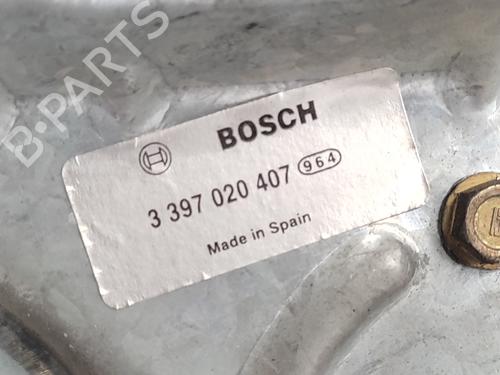 B-PARTS
BOSCH
3 397 020 407 964
Made in Spain